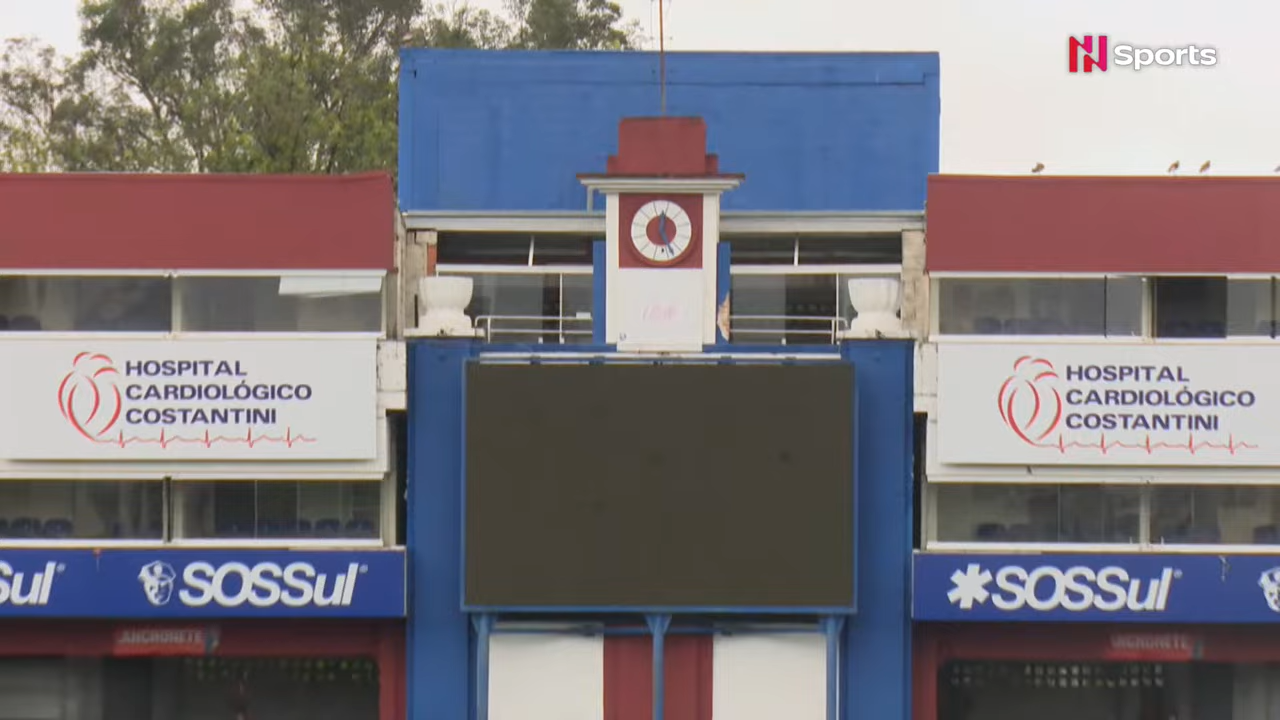 N Sports
HOSPITAL
CARDIOLÓGICO
COSTANTINI
HOSPITAL
CARDIOLÓGICO
COSTANTINI
Sul
SOSSul
SOSSul